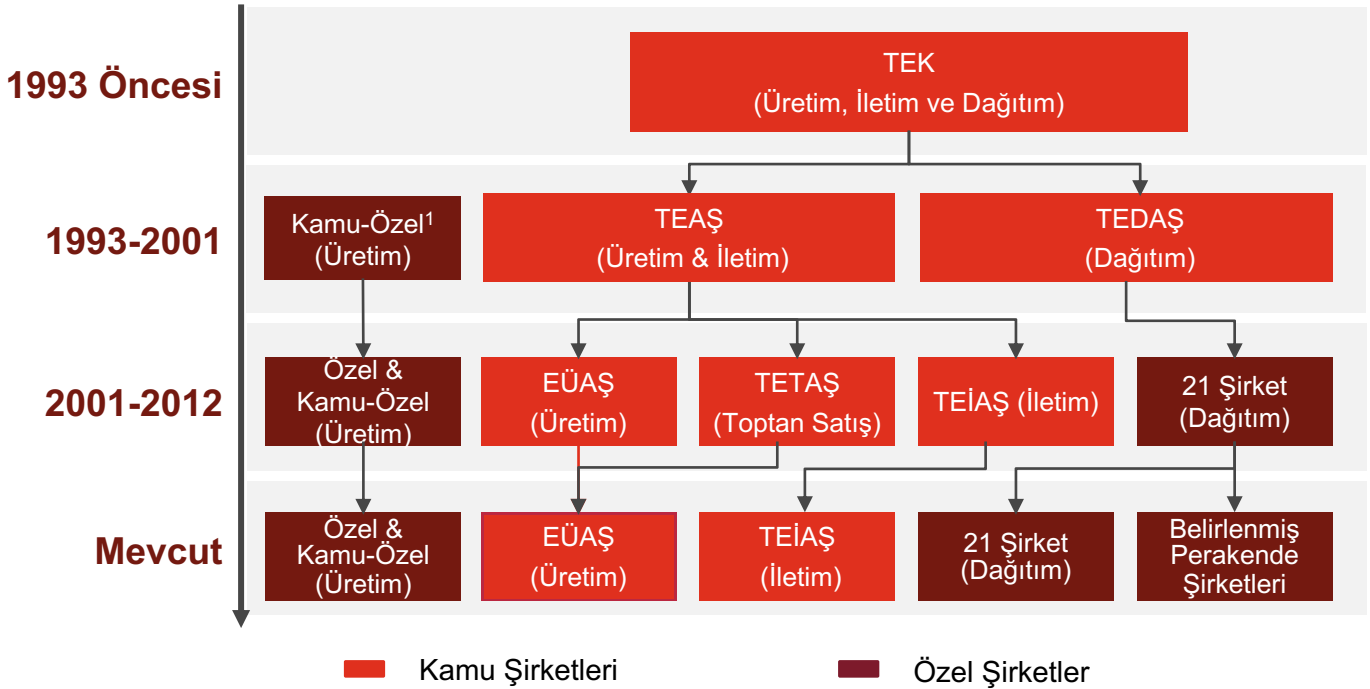 1993 Öncesi
TEK
(Üretim, İletim ve Dağıtım)
1993-2001
Kamu-Özel¹
(Üretim)
TEAŞ
(Üretim & İletim)
TEDAŞ
(Dağıtım)
2001-2012
Özel &
Kamu-Özel
(Üretim)
EÜAŞ
(Üretim)
TETAŞ
(Toptan Satış)
TEİAŞ (İletim)
21 Şirket
(Dağıtım)
Mevcut
Özel &
Kamu-Özel
(Üretim)
EÜAŞ
(Üretim)
TEİAŞ
(İletim)
21 Şirket
(Dağıtım)
Belirlenmiş
Perakende
Şirketleri
Kamu Şirketleri
Özel Şirketler